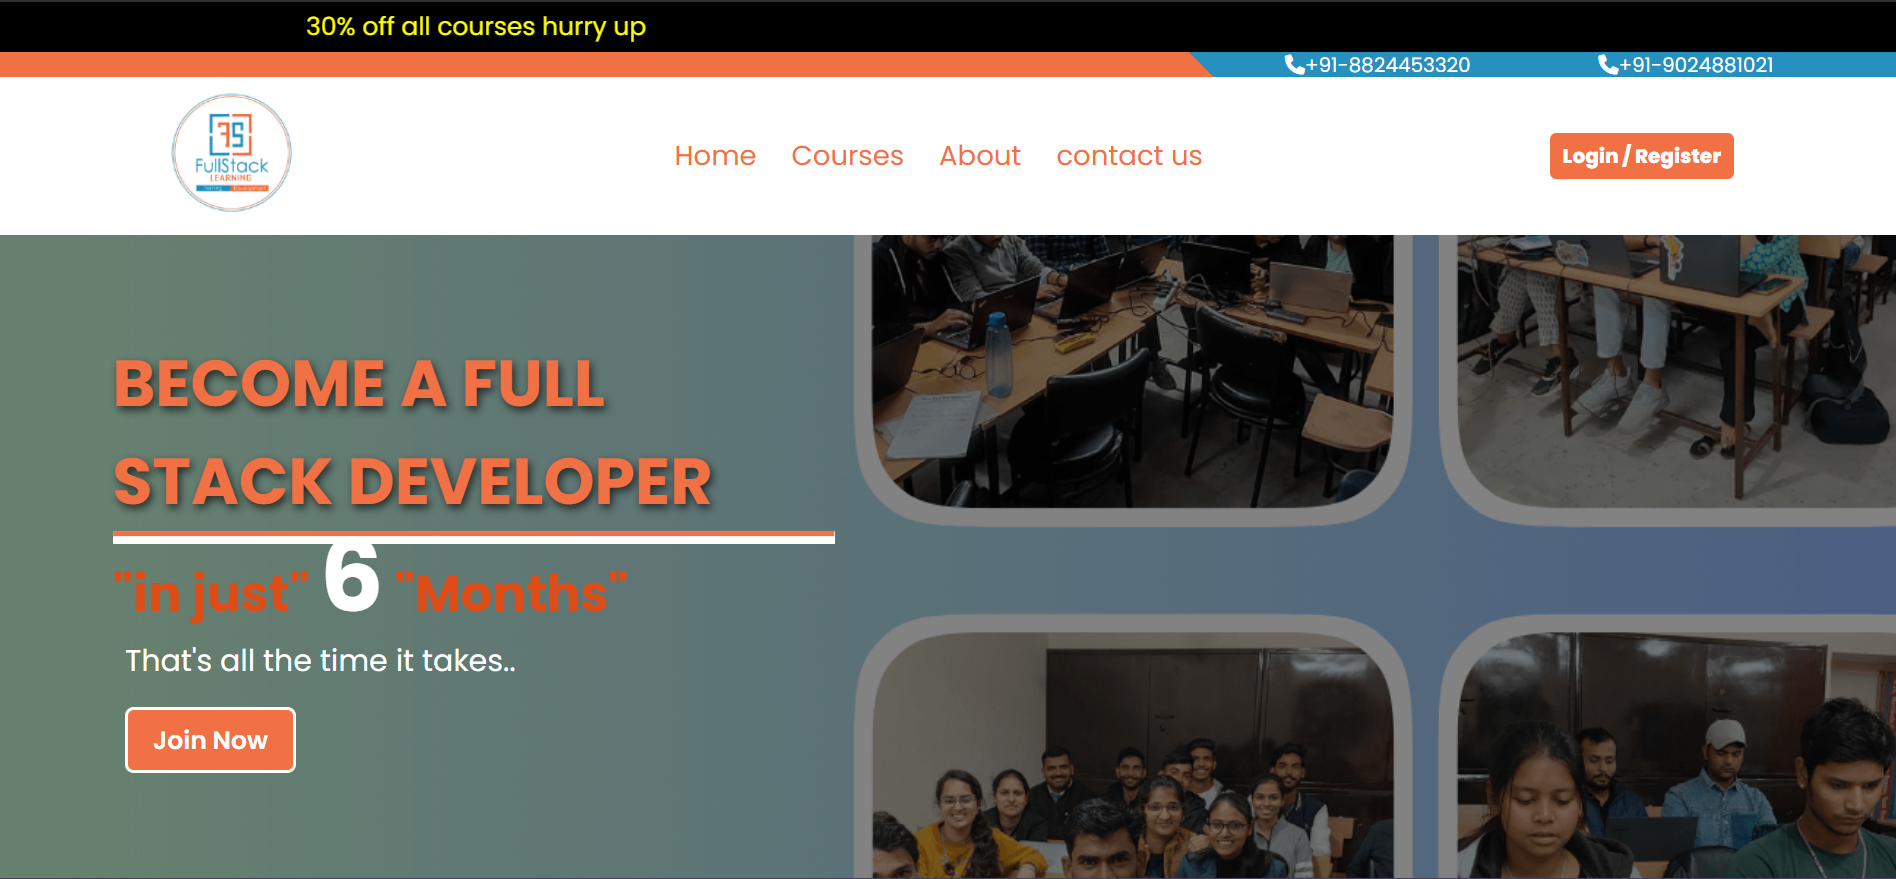 30% off all courses hurry up
+91-8824453320 +91-9024881021
FS
FullStack
LEARNING
Home Courses About contact us
Login / Register
BECOME A FULL
STACK DEVELOPER
"in just" 6 "Months"
That's all the time it takes..
Join Now